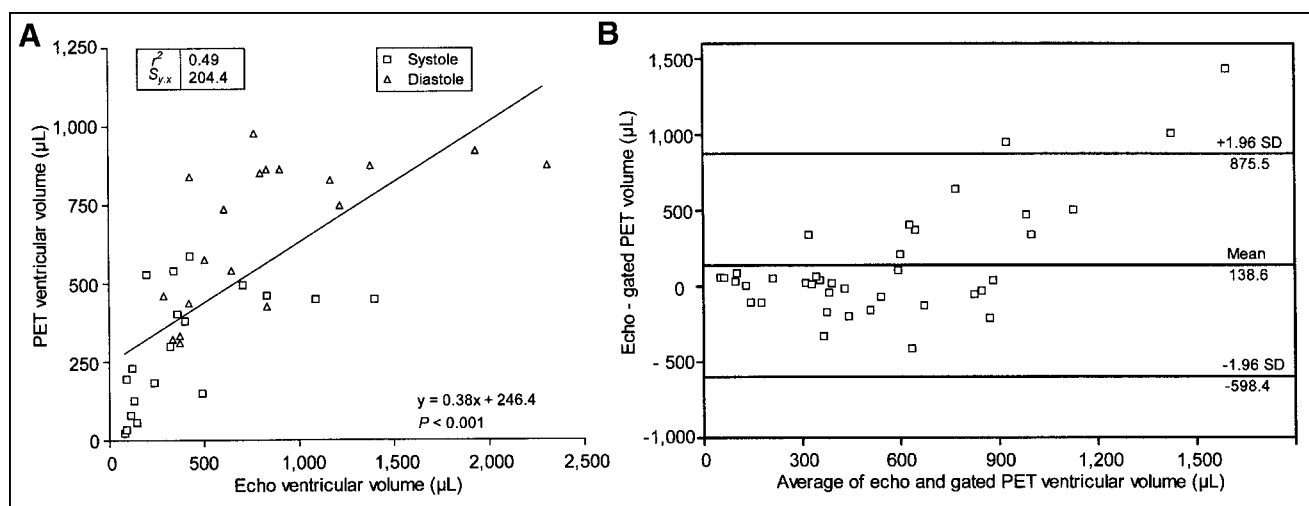 A
PET ventricular volume (µL)
1,250
1,000
750
500
250
0
r² 0.49
Sy.x 204.4
Systole
Diastole
y = 0.38x + 246.4
P < 0.001
0 500 1,000 1,500 2,000 2,500
Echo ventricular volume (µL)
B
Echo - gated PET volume (µL)
1,500
1,000
500
0
- 500
-1,000
+1.96 SD
875.5
Mean
138.6
-1.96 SD
-598.4
0 300 600 900 1,200 1,500
Average of echo and gated PET ventricular volume (µL)